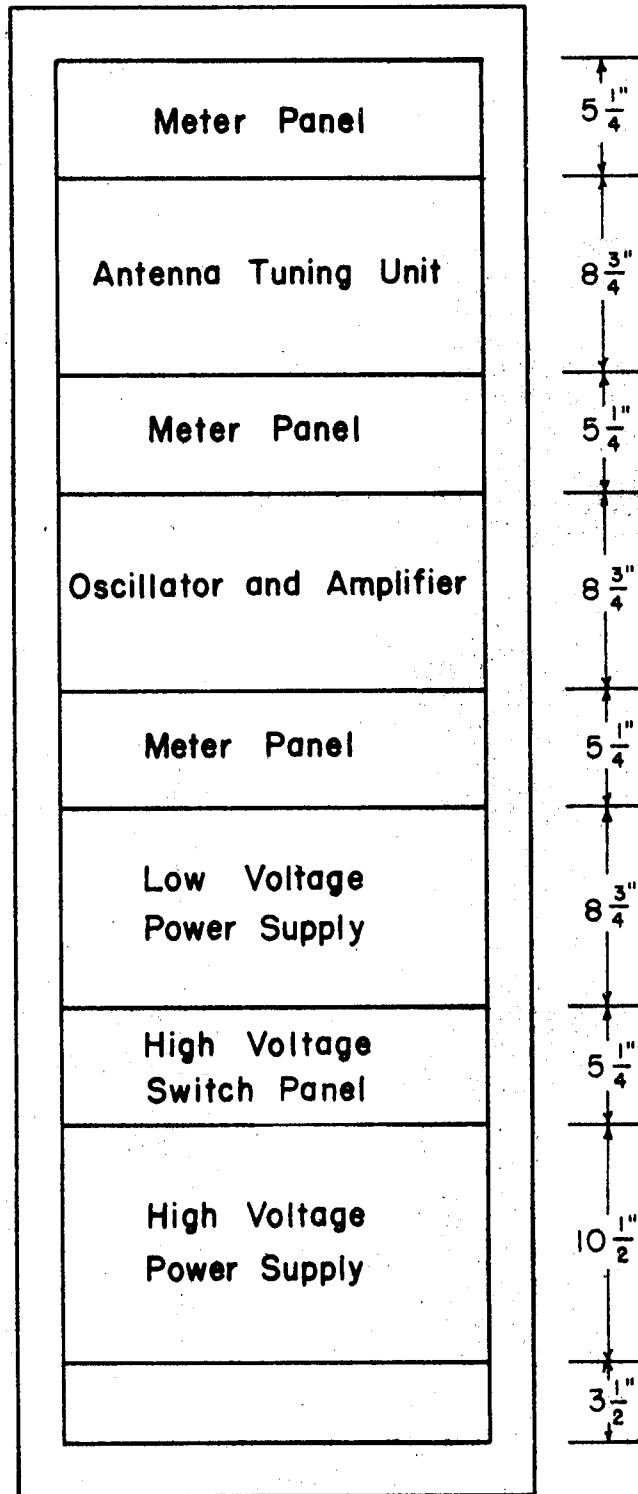 Meter Panel
5 1/4"
Antenna Tuning Unit
8 3/4"
Meter Panel
5 1/4"
Oscillator and Amplifier
8 3/4"
Meter Panel
5 1/4"
Low Voltage
Power Supply
8 3/4"
High Voltage
Switch Panel
5 1/4"
High Voltage
Power Supply
10 1/2"
3 1/2"